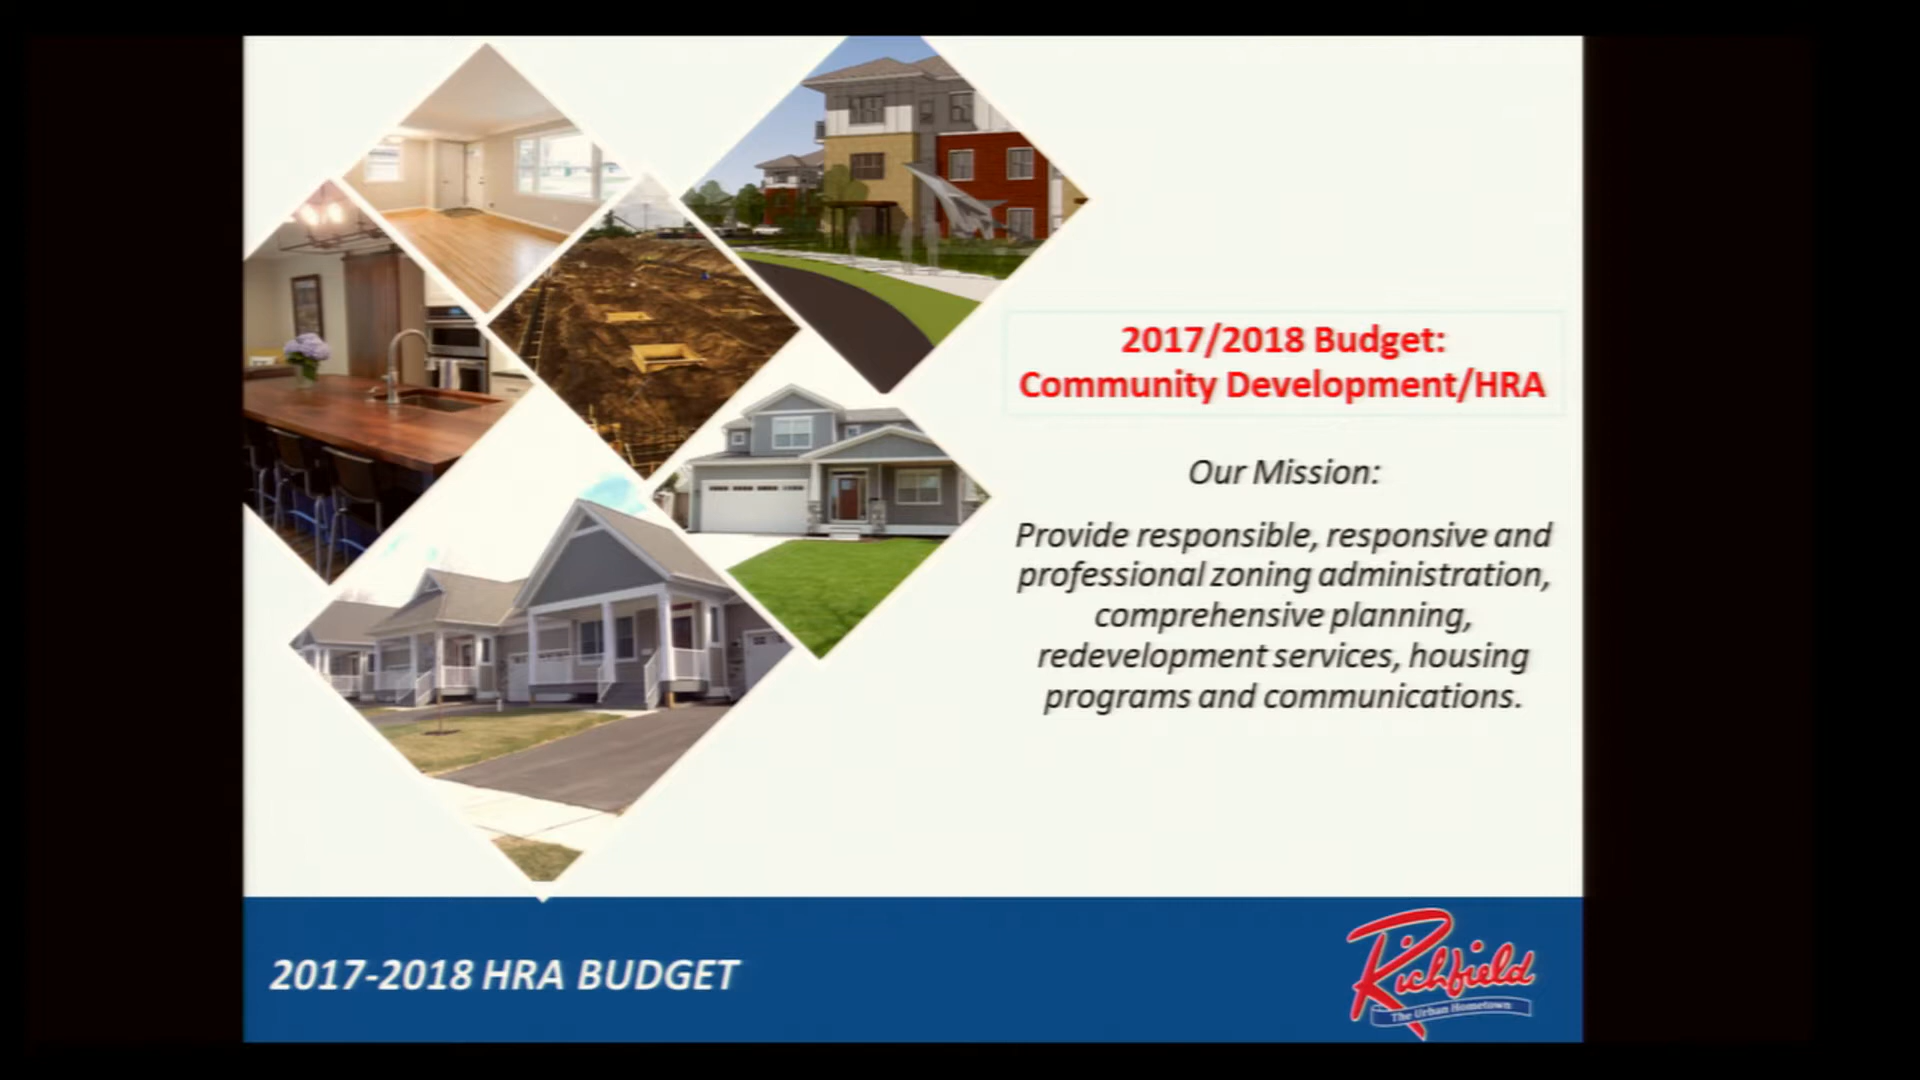 2017/2018 Budget:
Community Development/HRA
Our Mission:
Provide responsible, responsive and
professional zoning administration,
comprehensive planning,
redevelopment services, housing
programs and communications.
2017-2018 HRA BUDGET
Richfield
The Urban Hometown